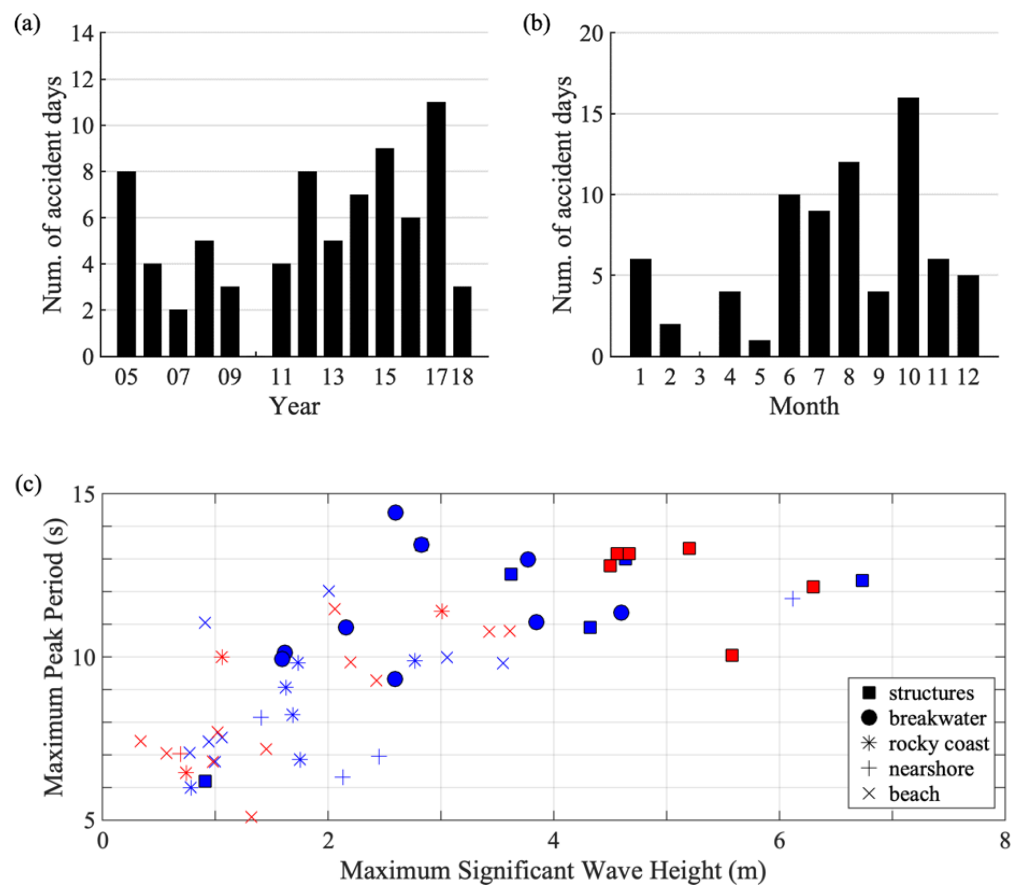 (a)
14
12
10
8
6
4
2
0
Num. of accident days
05 07 09 11 13 15 17 18
Year
(b)
20
15
10
5
0
Num. of accident days
1 2 3 4 5 6 7 8 9 10 11 12
Month
(c)
15
10
5
Maximum Peak Period (s)
structures
breakwater
rocky coast
nearshore
beach
0 2 4 6 8
Maximum Significant Wave Height (m)